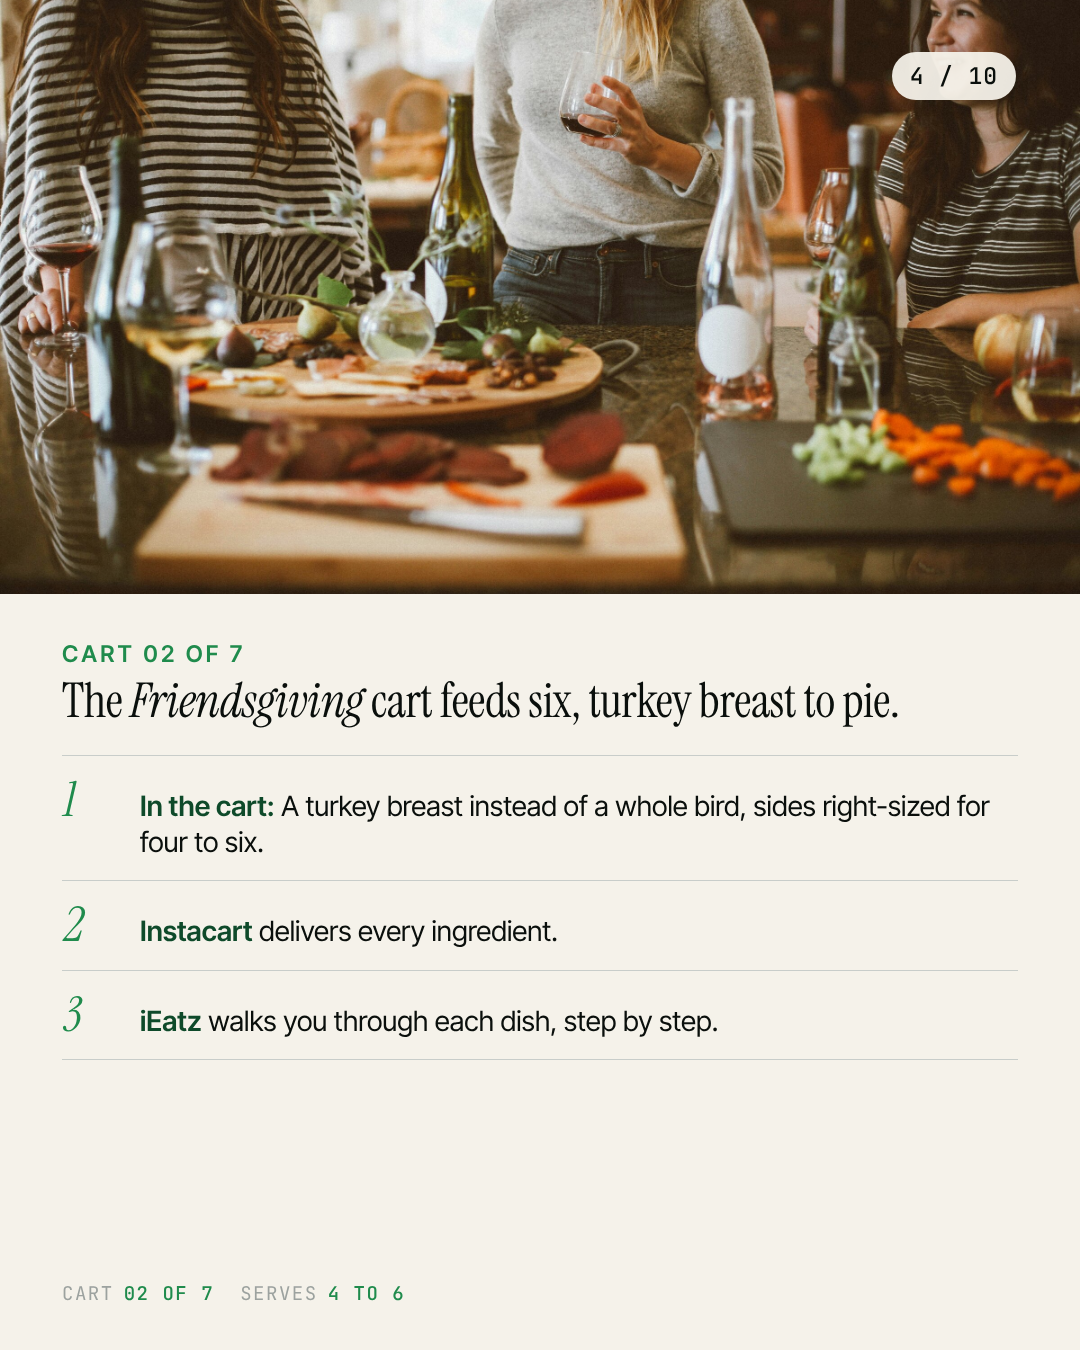 4 / 10
CART 02 OF 7
The Friendsgiving cart feeds six, turkey breast to pie.
1
In the cart: A turkey breast instead of a whole bird, sides right-sized for
four to six.
2
Instacart delivers every ingredient.
3
iEatz walks you through each dish, step by step.
CART 02 OF 7 SERVES 4 TO 6